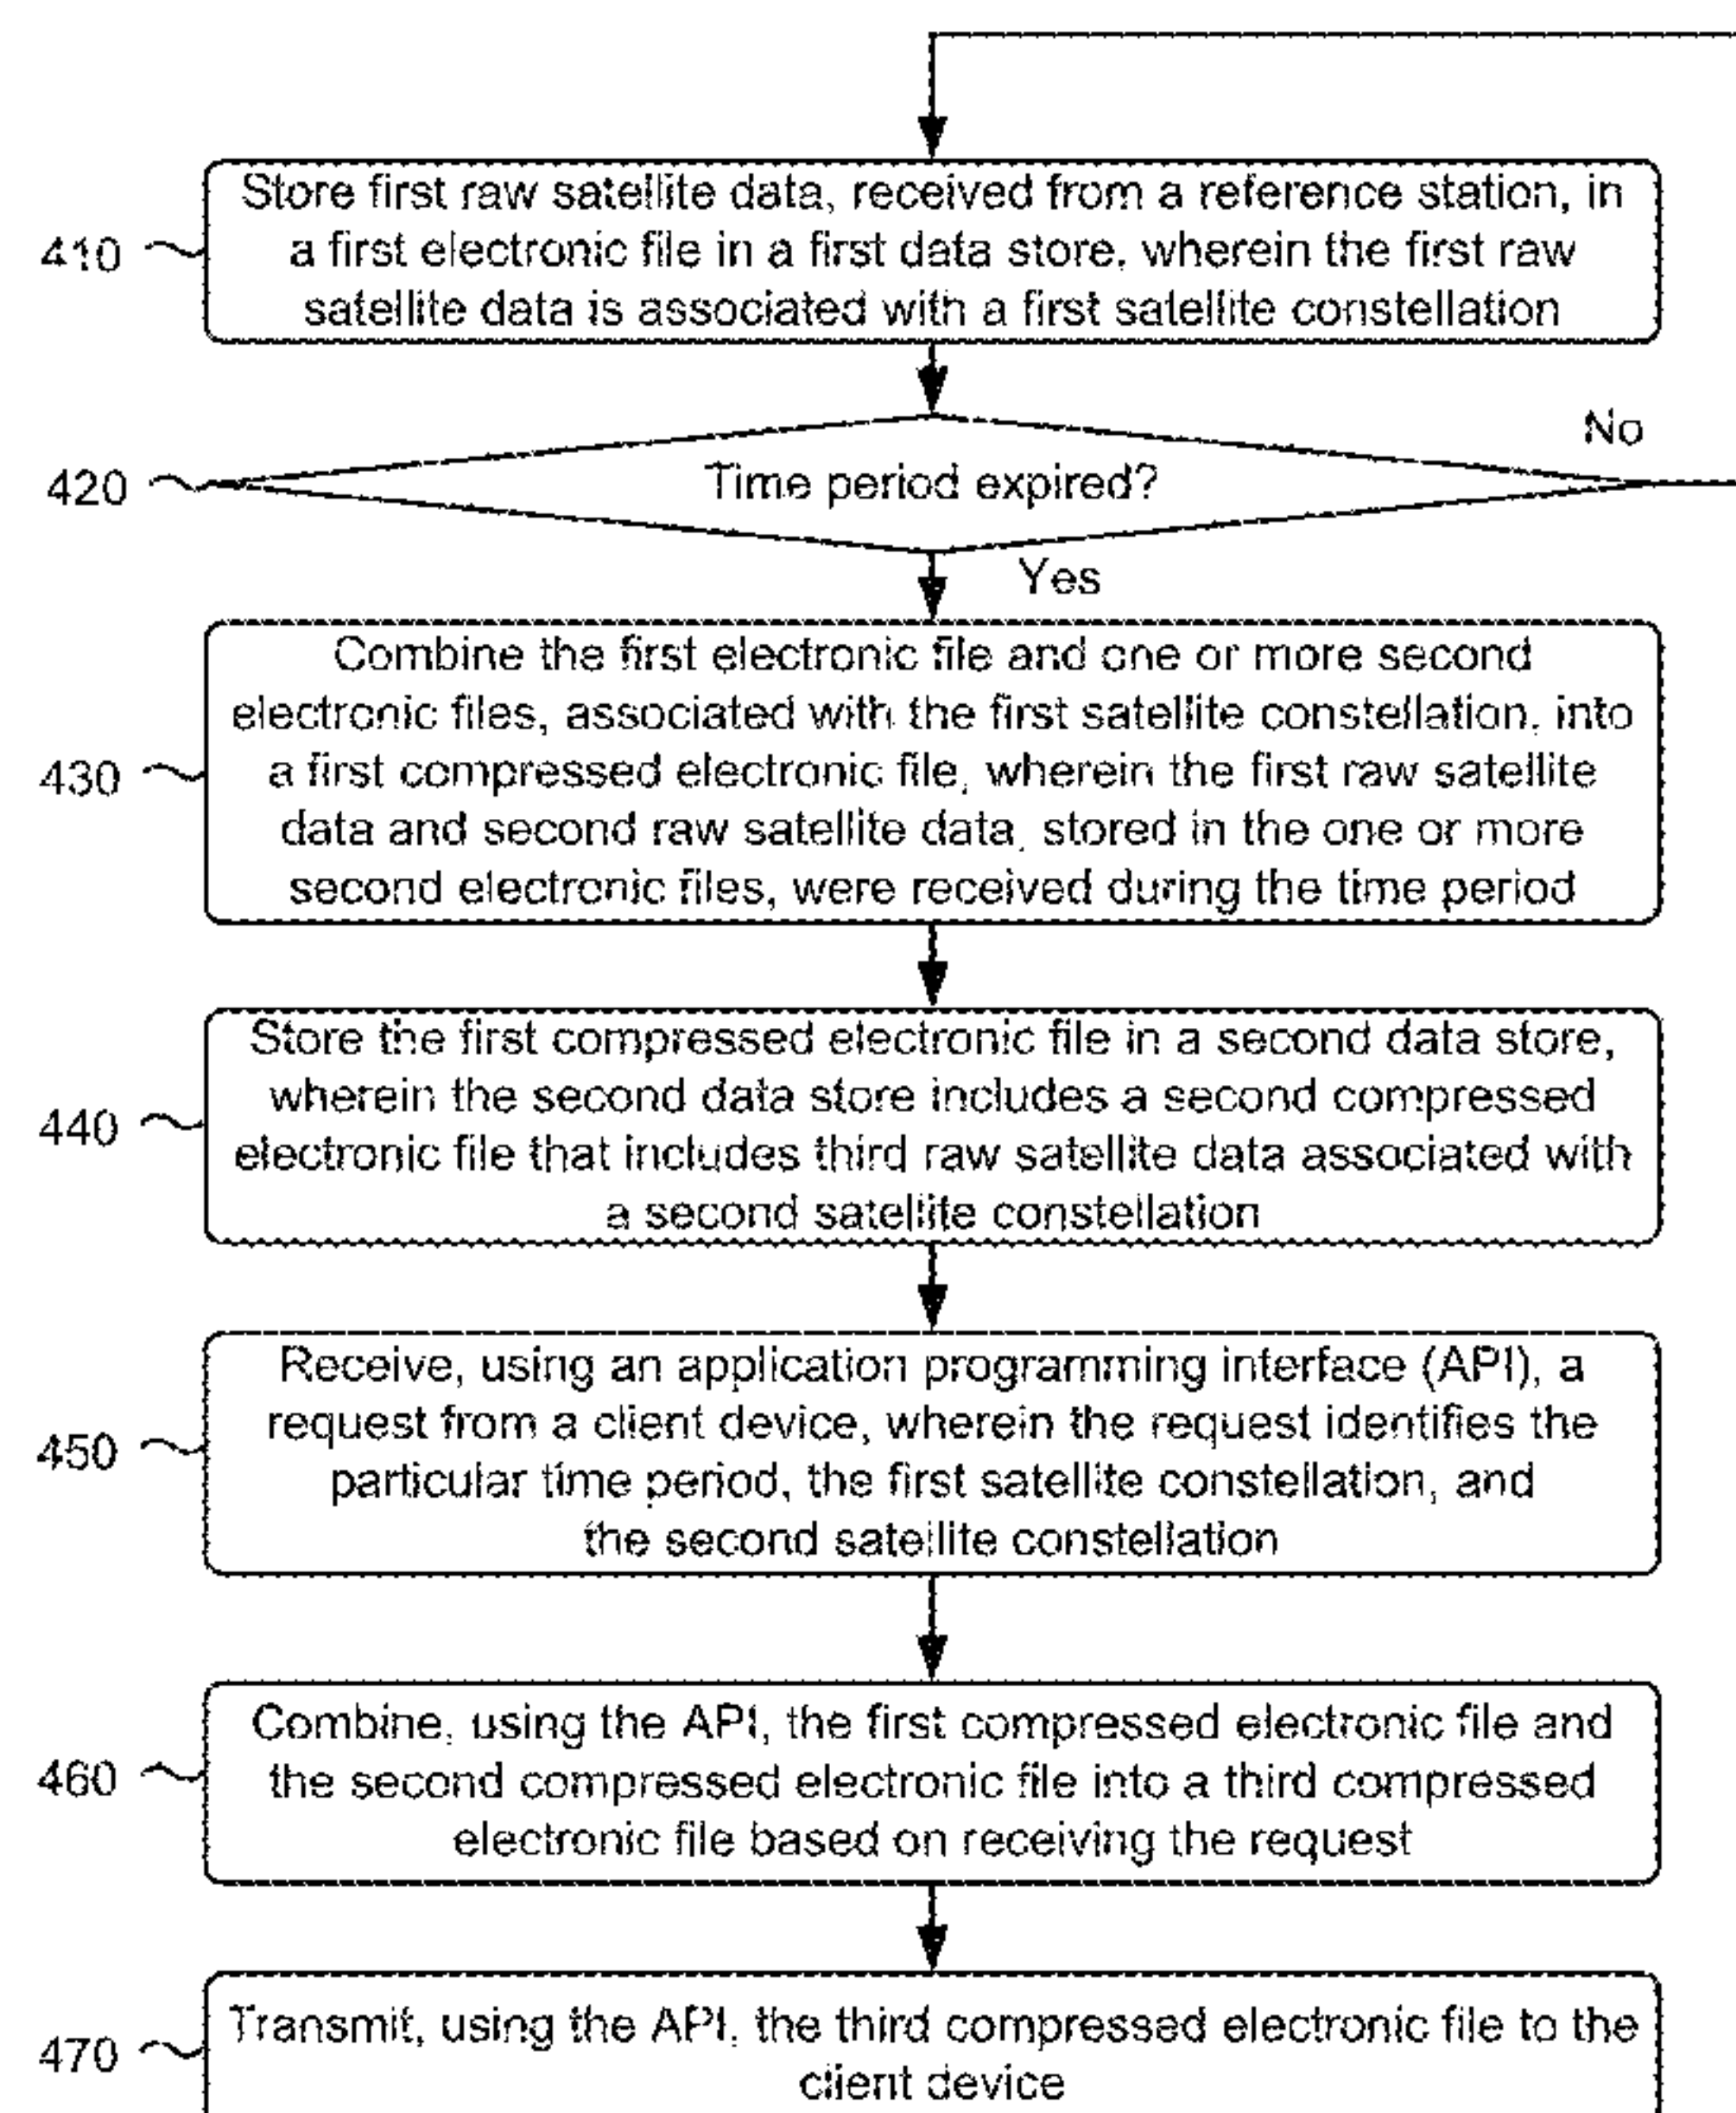 410
Store first raw satellite data, received from a reference station, in
a first electronic file in a first data store, wherein the first raw
satellite data is associated with a first satellite constellation
420
Time period expired?
No
Yes
430
Combine the first electronic file and one or more second
electronic files, associated with the first satellite constellation, into
a first compressed electronic file, wherein the first raw satellite
data and second raw satellite data, stored in the one or more
second electronic files, were received during the time period
440
Store the first compressed electronic file in a second data store,
wherein the second data store includes a second compressed
electronic file that includes third raw satellite data associated with
a second satellite constellation
450
Receive, using an application programming interface (API), a
request from a client device, wherein the request identifies the
particular time period, the first satellite constellation, and
the second satellite constellation
460
Combine, using the API, the first compressed electronic file and
the second compressed electronic file into a third compressed
electronic file based on receiving the request
470
Transmit, using the API, the third compressed electronic file to the
client device